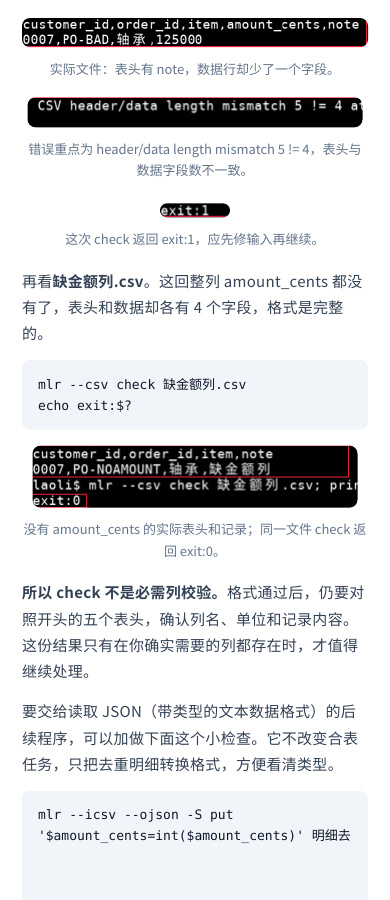 customer_id,order_id,item,amount_cents,note
0007,PO-BAD,轴承,125000
实际文件：表头有 note，数据行却少了一个字段。
CSV header/data length mismatch 5 != 4 at
错误重点为 header/data length mismatch 5 != 4，表头与
数据字段数不一致。
exit:1
这次 check 返回 exit:1，应先修输入再继续。
再看缺金额列.csv。这回整列 amount_cents 都没
有了，表头和数据却各有 4 个字段，格式是完整
的。
mlr --csv check 缺金额列.csv
echo exit:$?
customer_id,order_id,item,note
0007,PO-NOAMOUNT,轴承,缺金额列
laoli$ mlr --csv check 缺金额列.csv; prin
exit:0
没有 amount_cents 的实际表头和记录；同一文件 check 返
回 exit:0。
所以 check 不是必需列校验。格式通过后，仍要对
照开头的五个表头，确认列名、单位和记录内容。
这份结果只有在你确实需要的列都存在时，才值得
继续处理。
要交给读取 JSON（带类型的文本数据格式）的后
续程序，可以加做下面这个小检查。它不改变合表
任务，只把去重明细转换格式，方便看清类型。
mlr --icsv --ojson -S put
'$amount_cents=int($amount_cents)' 明细去